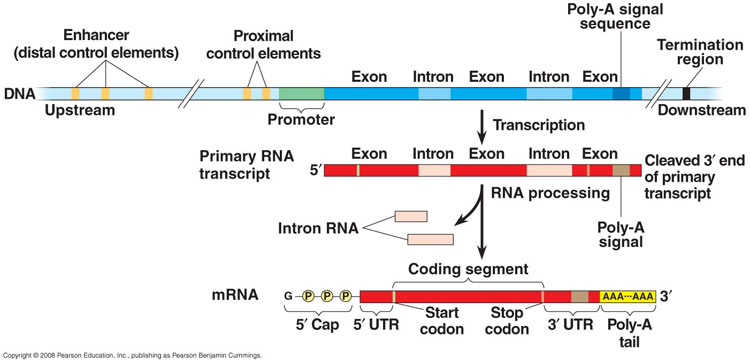 Poly-A signal
sequence
Enhancer
(distal control elements)
Proximal
control elements
Termination
region
Exon Intron Exon Intron Exon
DNA
Upstream
Downstream
Promoter
Transcription
Exon Intron Exon Intron Exon
Primary RNA
transcript
5′
Cleaved 3′ end
of primary
transcript
RNA processing
Intron RNA
Poly-A
signal
Coding segment
mRNA
G P P P
AAA···AAA
3′
5′ Cap
5′ UTR
Start
codon
Stop
codon
3′ UTR
Poly-A
tail
Copyright © 2008 Pearson Education, Inc., publishing as Pearson Benjamin Cummings.